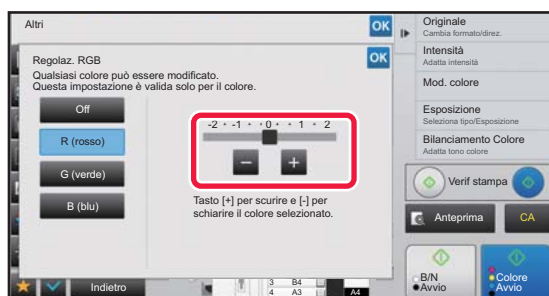 Altri
OK
Regolaz. RGB
OK
Qualsiasi colore può essere modificato.
Questa impostazione è valida solo per il colore.
Off
R (rosso)
G (verde)
B (blu)
-2 • -1 • 0 • 1 • 2
Tasto [+] per scurire e [-] per
schiarire il colore selezionato.
Indietro
3 B4
4 A3
A4
Originale
Cambia formato/direz.
Intensità
Adatta intensità
Mod. colore
Esposizione
Seleziona tipo/Esposizione
Bilanciamento Colore
Adatta tono colore
Verif stampa
Anteprima
CA
B/N
Avvio
Colore
Avvio